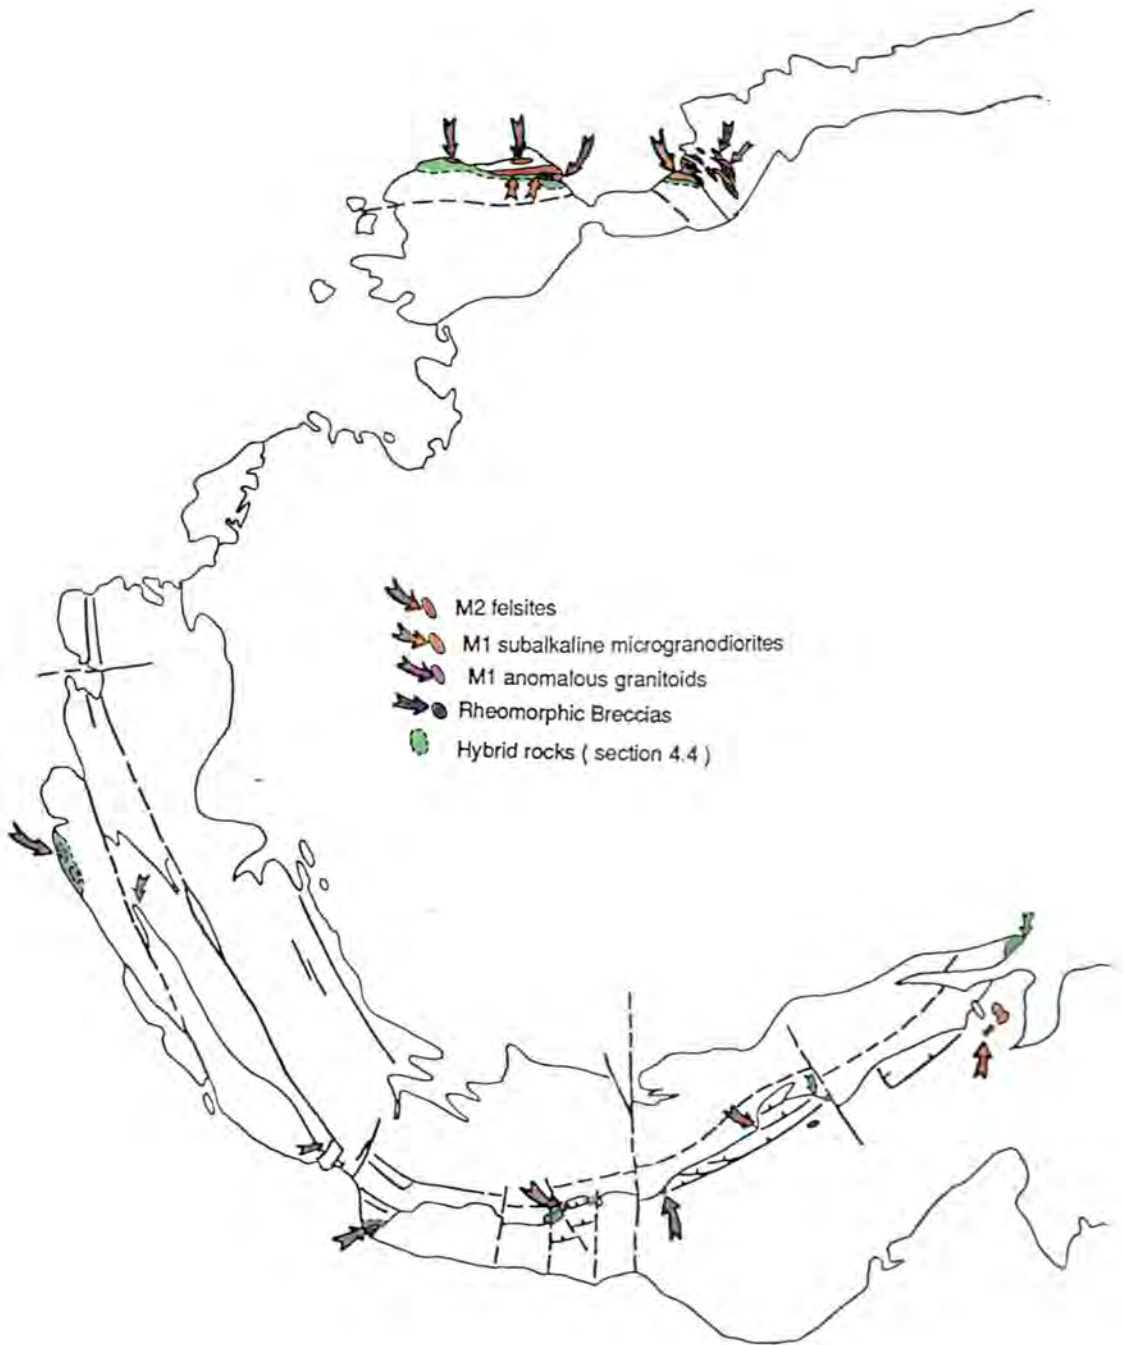 M2 felsites
M1 subalkaline microgranodiorites
M1 anomalous granitoids
Rheomorphic Breccias
Hybrid rocks ( section 4.4 )